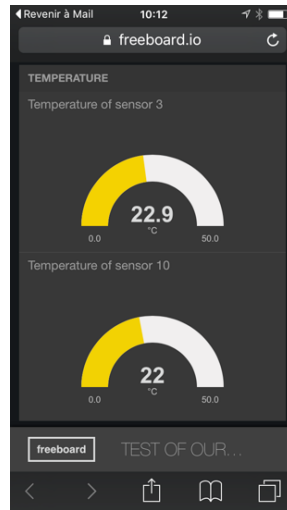 Revenir à Mail 10:12
freeboard.io
TEMPERATURE
Temperature of sensor 3
22.9
°C
0.0 50.0
Temperature of sensor 10
22
°C
0.0 50.0
freeboard TEST OF OUR...